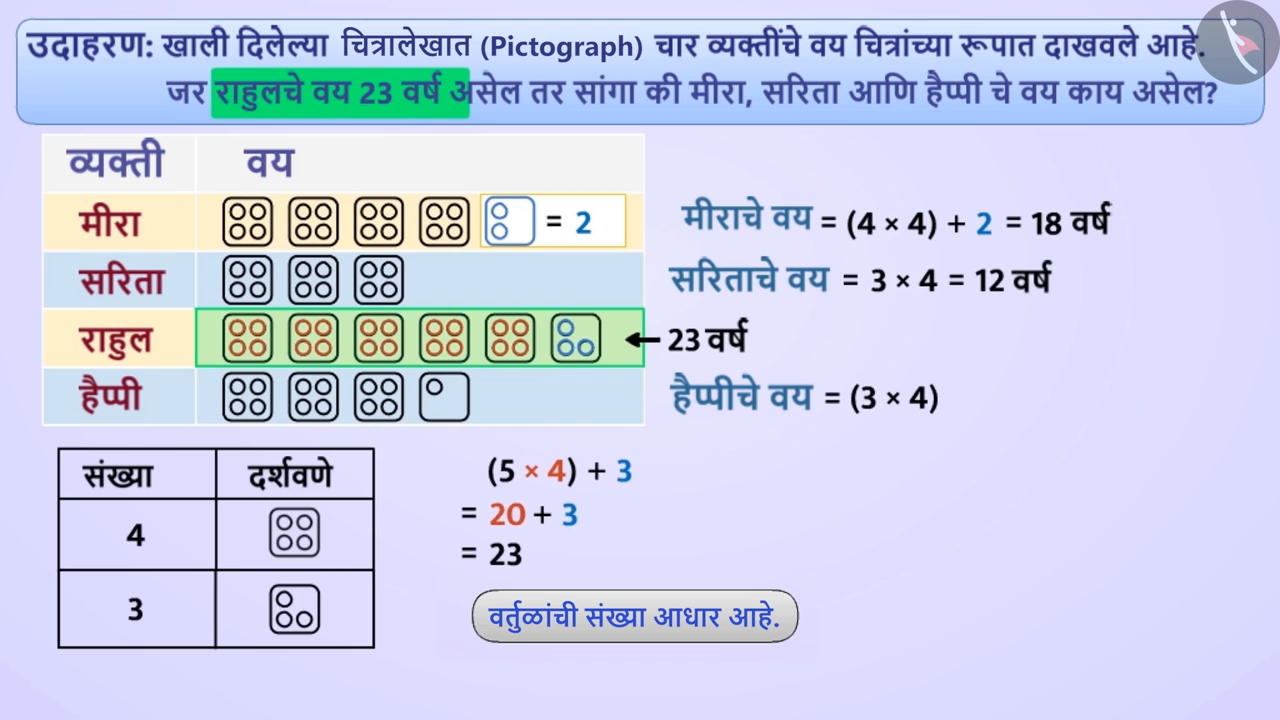 उदाहरण: खाली दिलेल्या चित्रालेखात (Pictograph) चार व्यक्तींचे वय चित्रांच्या रूपात दाखवले आहे.
जर राहुलचे वय 23 वर्ष असेल तर सांगा की मीरा, सरिता आणि हैप्पी चे वय काय असेल?
व्यक्ती वय
मीरा = 2 मीराचे वय = (4 × 4) + 2 = 18 वर्ष
सरिता सरिताचे वय = 3 × 4 = 12 वर्ष
राहुल 23 वर्ष
हैप्पी हैप्पीचे वय = (3 × 4)
संख्या दर्शवणे
4
3
(5 × 4) + 3
= 20 + 3
= 23
वर्तुळांची संख्या आधार आहे.